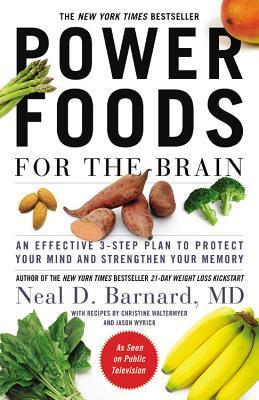 THE NEW YORK TIMES BESTSELLER
POWER
FOODS
FOR THE BRAIN
AN EFFECTIVE 3-STEP PLAN TO PROTECT
YOUR MIND AND STRENGTHEN YOUR MEMORY
AUTHOR OF THE NEW YORK TIMES BESTSELLER 21-DAY WEIGHT LOSS KICKSTART
Neal D. Barnard, MD
WITH RECIPES BY CHRISTINE WALTERMYER
AND JASON WYRICK
As Seen
on Public
Television